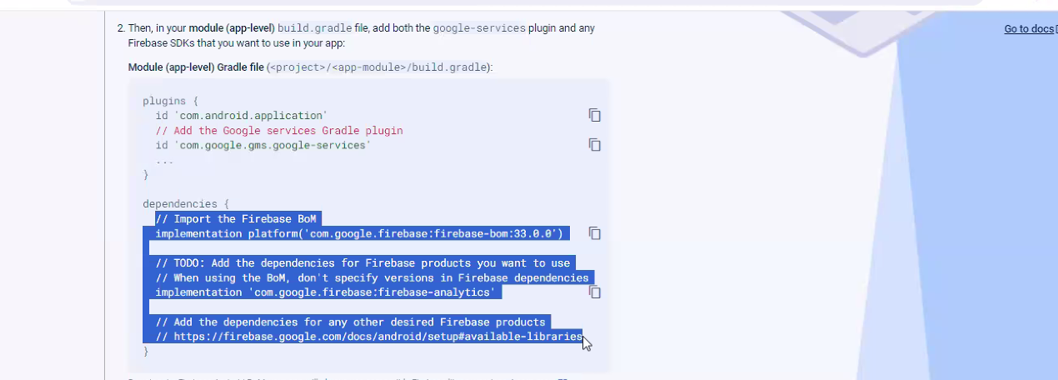 2. Then, in your module (app-level) build.gradle file, add both the google-services plugin and any
Firebase SDKs that you want to use in your app:
Go to docs
Module (app-level) Gradle file (<project>/<app-module>/build.gradle):
plugins {
id 'com.android.application'
// Add the Google services Gradle plugin
id 'com.google.gms.google-services'
...
}
dependencies {
// Import the Firebase BoM
implementation platform('com.google.firebase:firebase-bom:33.0.0')
// TODO: Add the dependencies for Firebase products you want to use
// When using the BoM, don't specify versions in Firebase dependencies
implementation 'com.google.firebase:firebase-analytics'
// Add the dependencies for any other desired Firebase products
// https://firebase.google.com/docs/android/setup#available-libraries
}